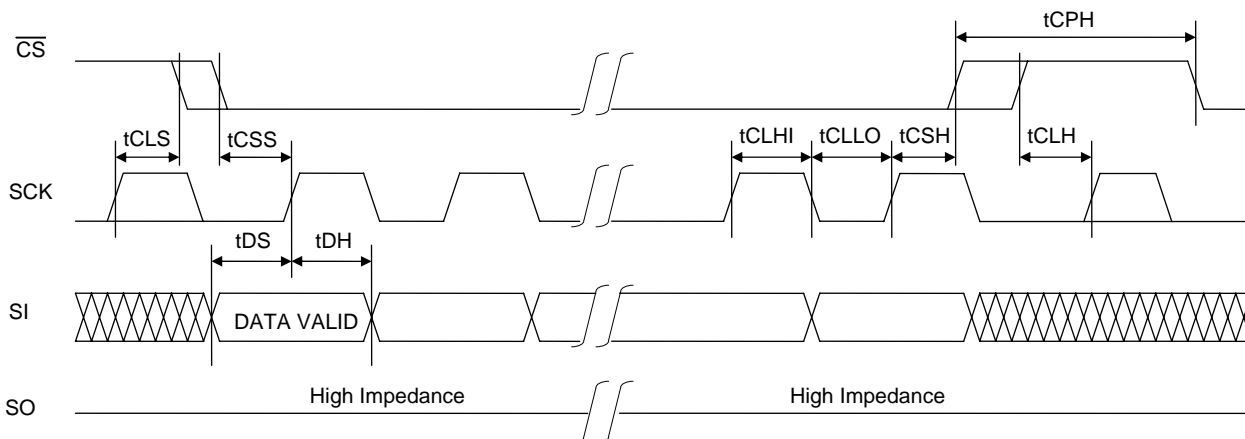 tCPH
CS
tCLS
tCSS
tCLHI
tCLLO
tCSH
tCLH
SCK
tDS
tDH
SI
DATA VALID
High Impedance
High Impedance
SO